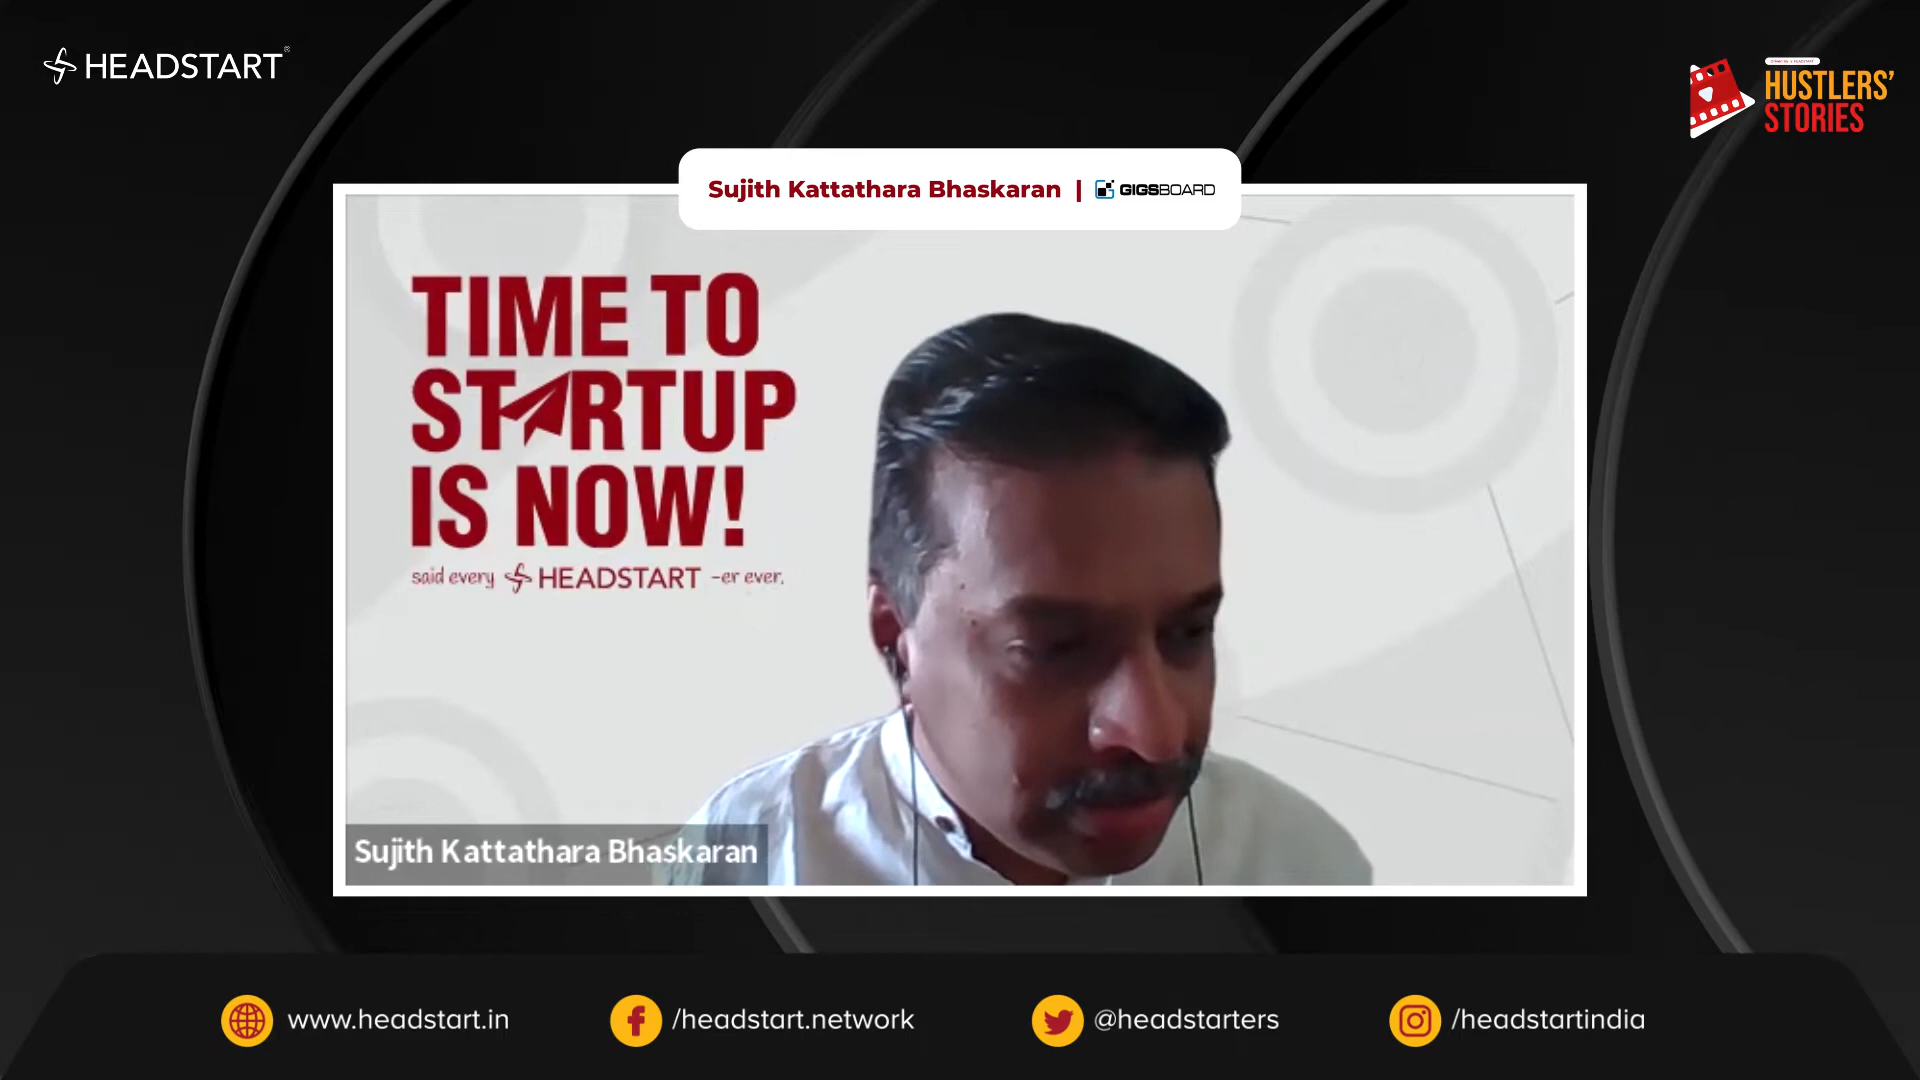 HEADSTART®
HUSTLERS'
STORIES
Sujith Kattathara Bhaskaran | GIGSBOARD
TIME TO
STARTUP
IS NOW!
said every HEADSTART -er ever.
Sujith Kattathara Bhaskaran
www.headstart.in
/headstart.network
@headstarters
/headstartindia